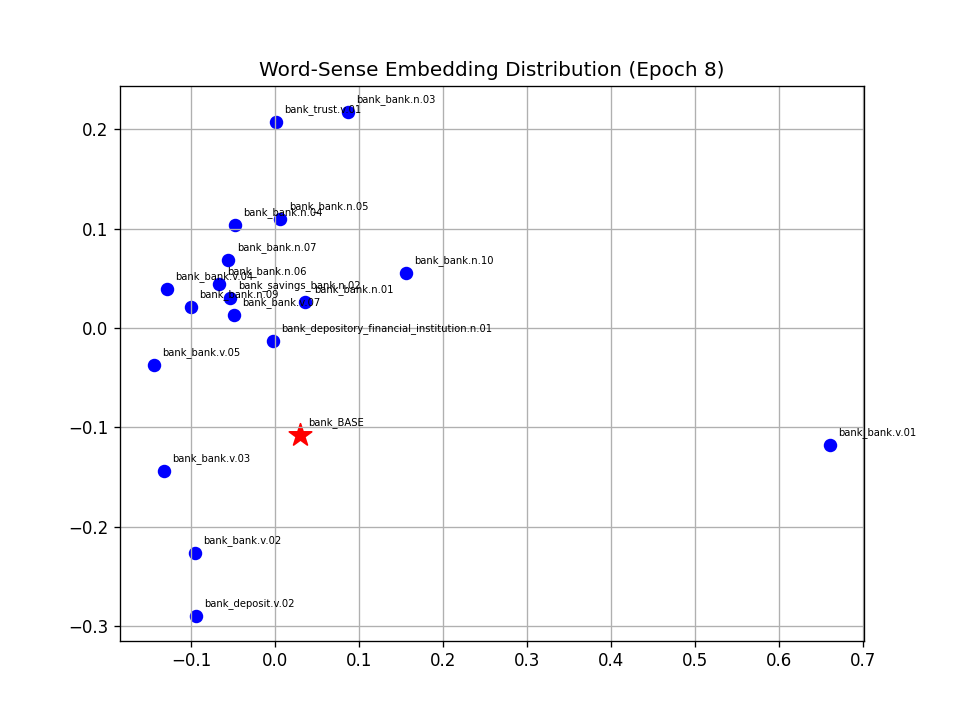 Word-Sense Embedding Distribution (Epoch 8)
bank_bank.n.03
bank_trust.v.01
bank_bank.n.05
bank_bank.n.04
bank_bank.n.07
bank_bank.n.10
bank_bank.n.06
bank_bank.v.04
bank_savings_bank.n.02
bank_bank.n.01
bank_bank.n.09
bank_bank.v.07
bank_depository_financial_institution.n.01
bank_bank.v.05
bank_BASE
bank_bank.v.01
bank_bank.v.03
bank_bank.v.02
bank_deposit.v.02
0.2
0.1
0.0
−0.1
−0.2
−0.3
−0.1 0.0 0.1 0.2 0.3 0.4 0.5 0.6 0.7